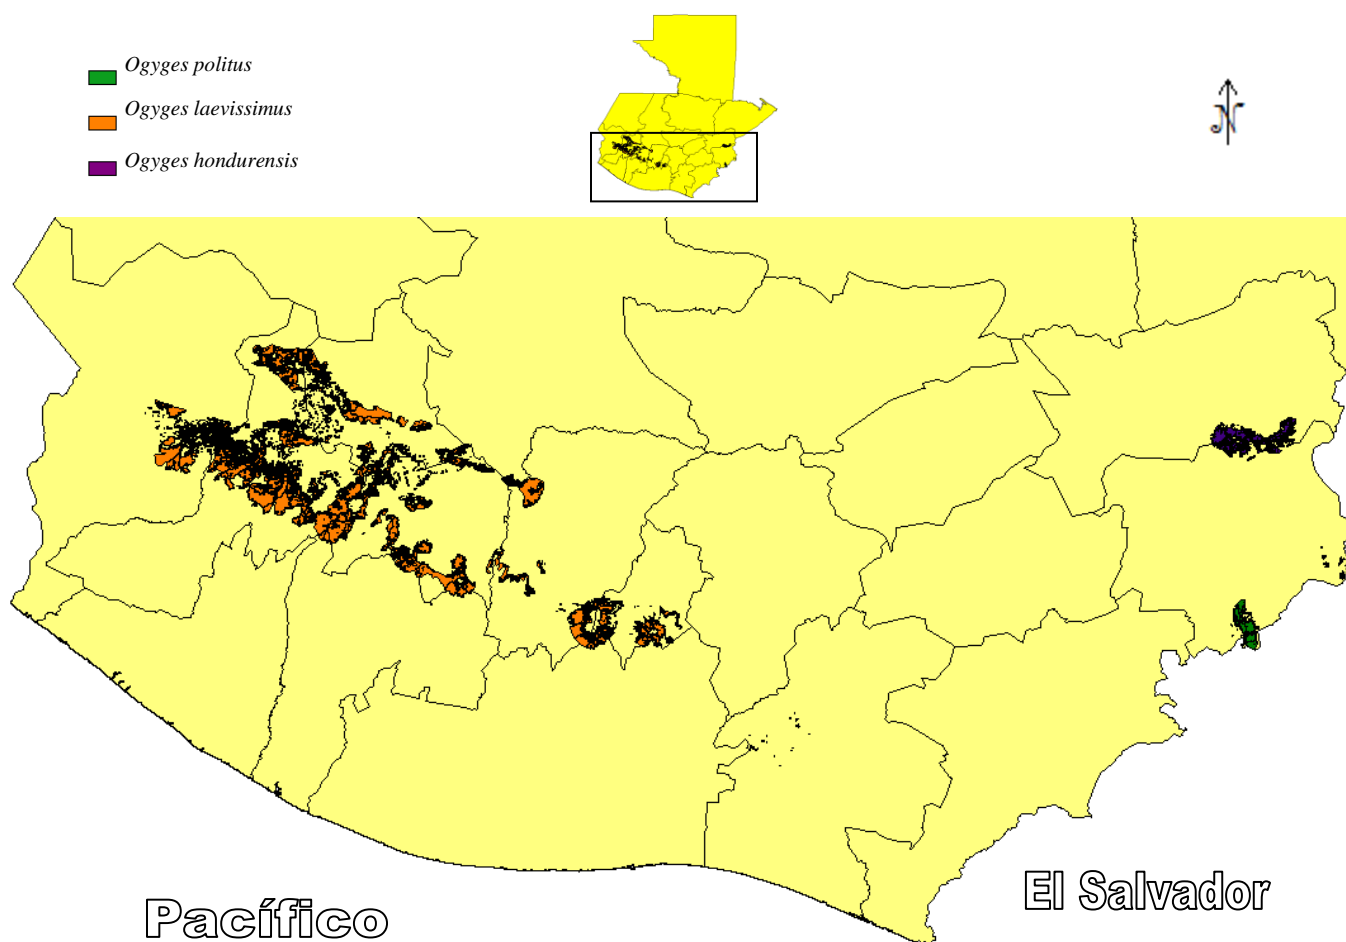 Ogyges politus
Ogyges laevissimus
Ogyges hondurensis
N
El Salvador
Pacífico